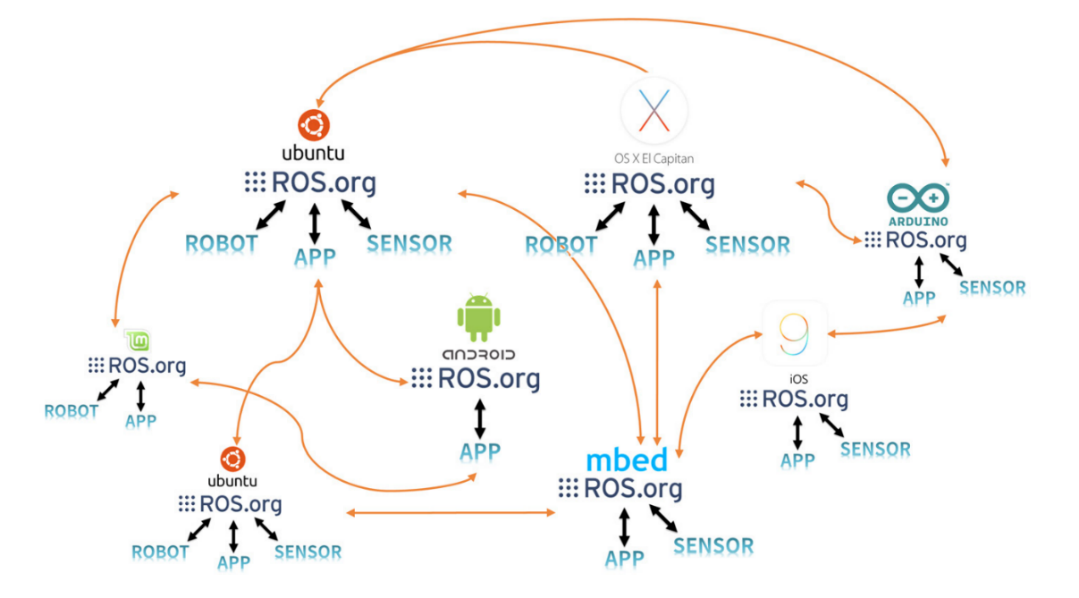 ubuntu
ROS.org
ROBOT
APP
SENSOR
OS X El Capitan
ROS.org
ROBOT
APP
SENSOR
ARDUINO
ROS.org
APP
SENSOR
ROS.org
ROBOT
APP
ANDROID
ROS.org
APP
9
iOS
ROS.org
APP
SENSOR
ubuntu
ROS.org
ROBOT
APP
SENSOR
mbed
ROS.org
APP
SENSOR